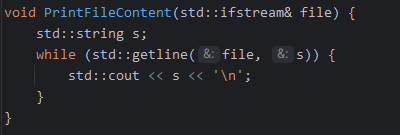 void PrintFileContent(std::ifstream& file) {
    std::string s;
    while (std::getline( &: file, &: s)) {
        std::cout << s << '\n';
    }
}